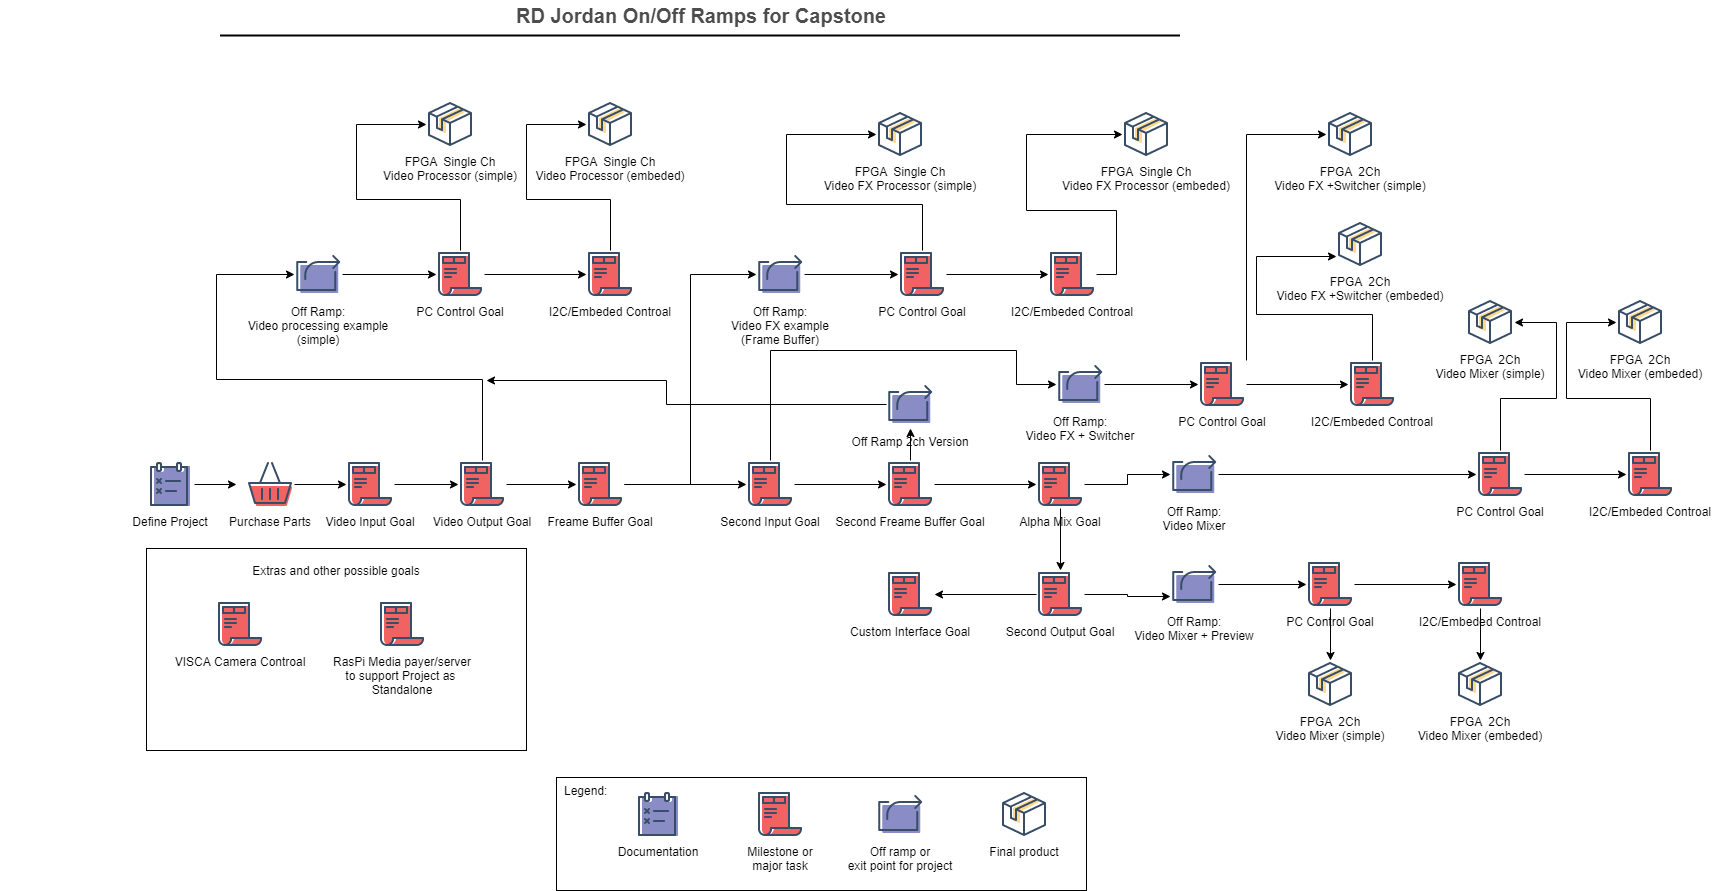 RD Jordan On/Off Ramps for Capstone
FPGA Single Ch
Video Processor (simple)
FPGA Single Ch
Video Processor (embeded)
FPGA Single Ch
Video FX Processor (simple)
FPGA Single Ch
Video FX Processor (embeded)
FPGA 2Ch
Video FX +Switcher (simple)
FPGA 2Ch
Video FX +Switcher (embeded)
Off Ramp:
Video processing example
(simple)
PC Control Goal
I2C/Embeded Controal
Off Ramp:
Video FX example
(Frame Buffer)
PC Control Goal
I2C/Embeded Controal
FPGA 2Ch
Video Mixer (simple)
FPGA 2Ch
Video Mixer (embeded)
Off Ramp:
Video FX + Switcher
PC Control Goal
I2C/Embeded Controal
Off Ramp 2ch Version
Define Project
Purchase Parts
Video Input Goal
Video Output Goal
Freame Buffer Goal
Second Input Goal
Second Freame Buffer Goal
Alpha Mix Goal
Off Ramp:
Video Mixer
PC Control Goal
I2C/Embeded Controal
Extras and other possible goals
VISCA Camera Controal
RasPi Media payer/server
to support Project as
Standalone
Custom Interface Goal
Second Output Goal
Off Ramp:
Video Mixer + Preview
PC Control Goal
I2C/Embeded Controal
FPGA 2Ch
Video Mixer (simple)
FPGA 2Ch
Video Mixer (embeded)
Legend:
Documentation
Milestone or
major task
Off ramp or
exit point for project
Final product